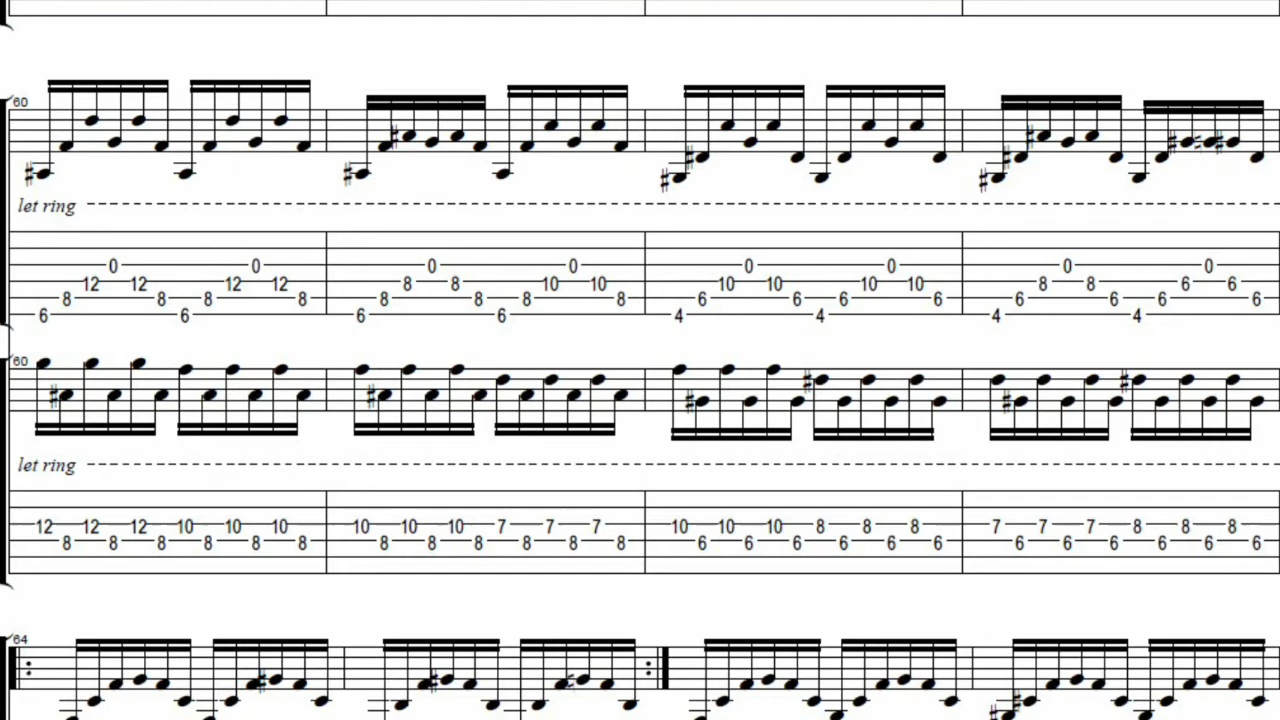 60
let ring
0 0 0 0 0 0 0 0
12 12 12 12 8 8 10 10 10 10 10 10 8 8 6 6
8 8 8 8 8 8 8 8 6 6 6 6 6 6 6 6
6 6 6 6 4 4 4 4
60
let ring
12 12 12 10 10 10 10 10 10 7 7 7 10 10 10 8 8 8 7 7 7 8 8 8
8 8 8 8 8 8 8 8 8 8 8 8 6 6 6 6 6 6 6 6 6 6 6 6
64